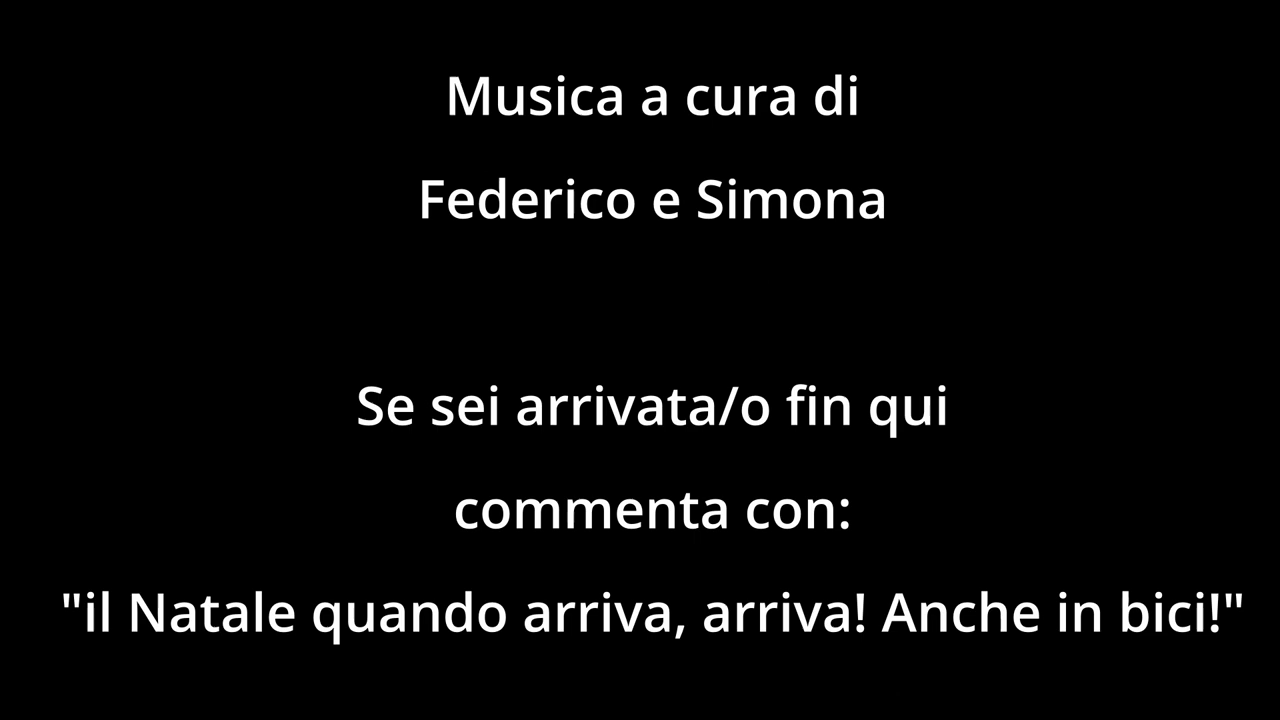 Musica a cura di
Federico e Simona
Se sei arrivata/o fin qui
commenta con:
"il Natale quando arriva, arriva! Anche in bici!"